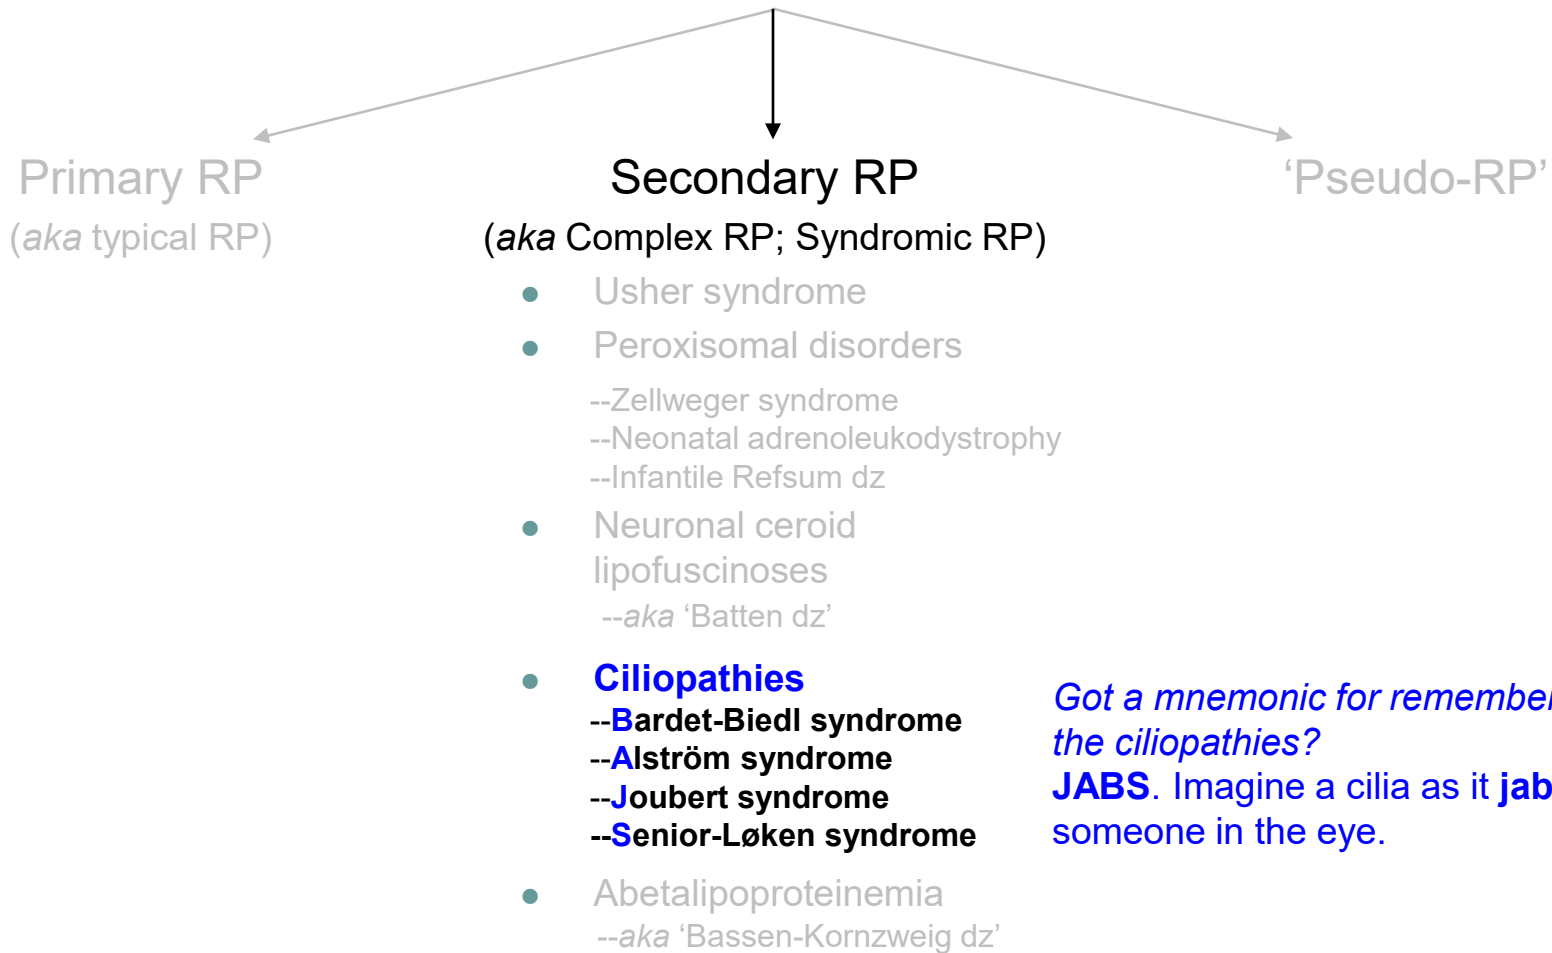 Primary RP
(aka typical RP)
Secondary RP
(aka Complex RP; Syndromic RP)
‘Pseudo-RP’
● Usher syndrome
● Peroxisomal disorders
--Zellweger syndrome
--Neonatal adrenoleukodystrophy
--Infantile Refsum dz
● Neuronal ceroid
lipofuscinoses
--aka ‘Batten dz’
● Ciliopathies
--Bardet-Biedl syndrome
--Alström syndrome
--Joubert syndrome
--Senior-Løken syndrome
Got a mnemonic for
the ciliopathies?
JABS. Imagine a cilia as it
someone in the eye.
● Abetalipoproteinemia
--aka ‘Bassen-Kornzweig dz’